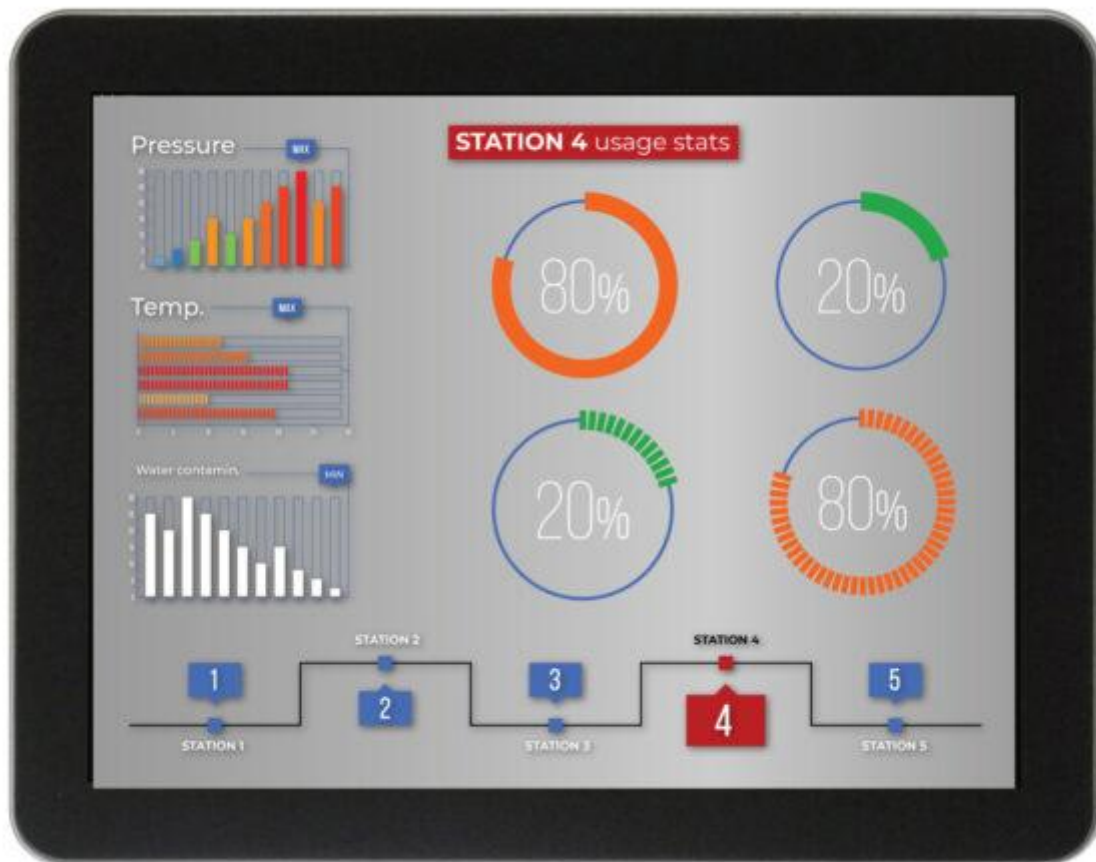 Pressure
MAX
STATION 4 usage stats
80%
20%
Temp.
MAX
Water contamin.
MIN
20%
80%
STATION 2
STATION 4
1
3
5
2
4
STATION 1
STATION 3
STATION 5